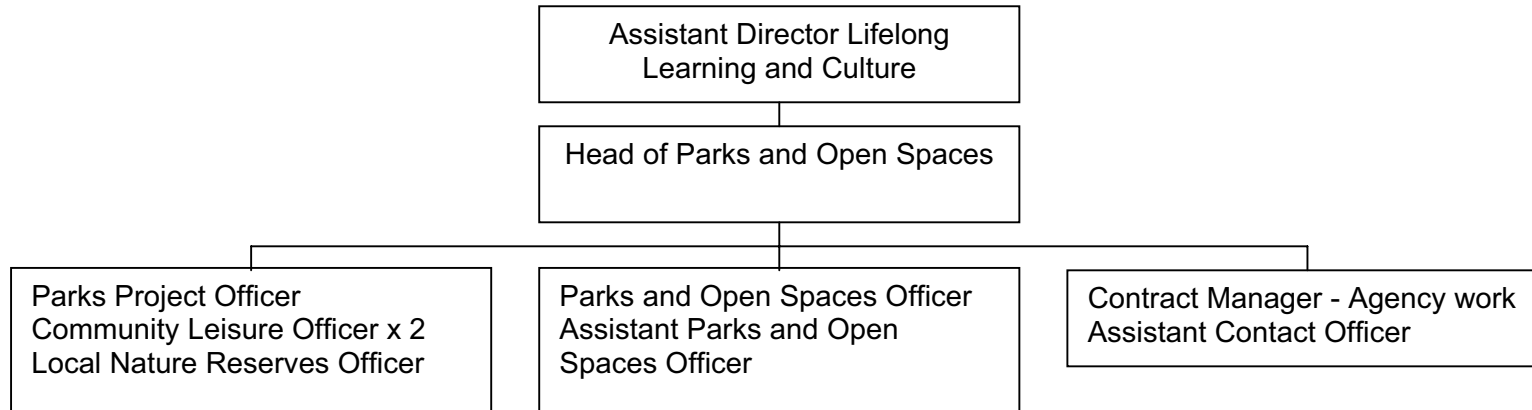 Assistant Director Lifelong
Learning and Culture
Head of Parks and Open Spaces
Parks Project Officer
Community Leisure Officer x 2
Local Nature Reserves Officer
Parks and Open Spaces Officer
Assistant Parks and Open
Spaces Officer
Contract Manager - Agency work
Assistant Contact Officer